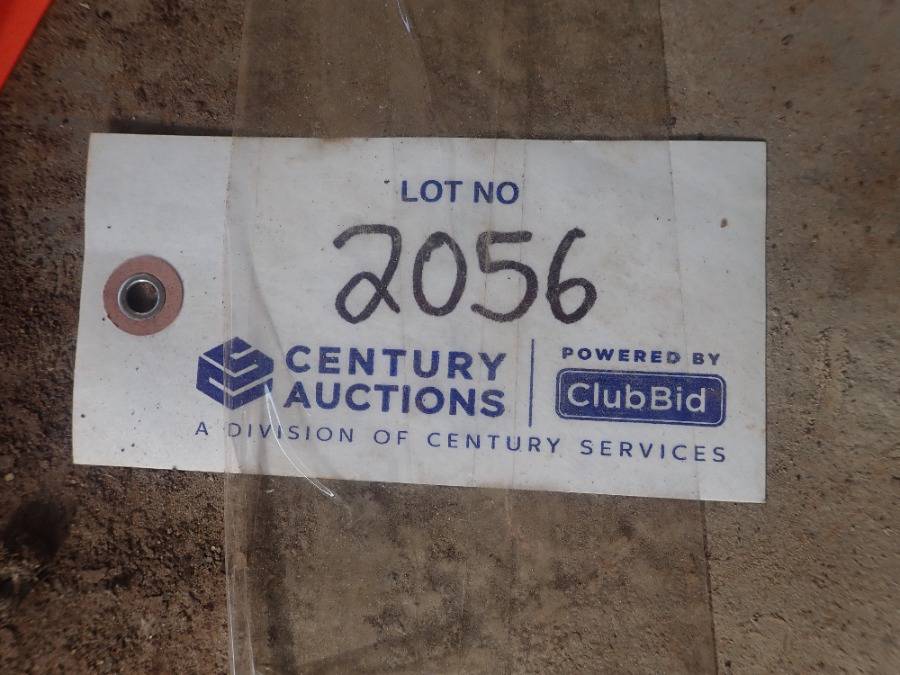 LOT NO
2056
CENTURY
AUCTIONS
POWERED BY
ClubBid
A DIVISION OF CENTURY SERVICES